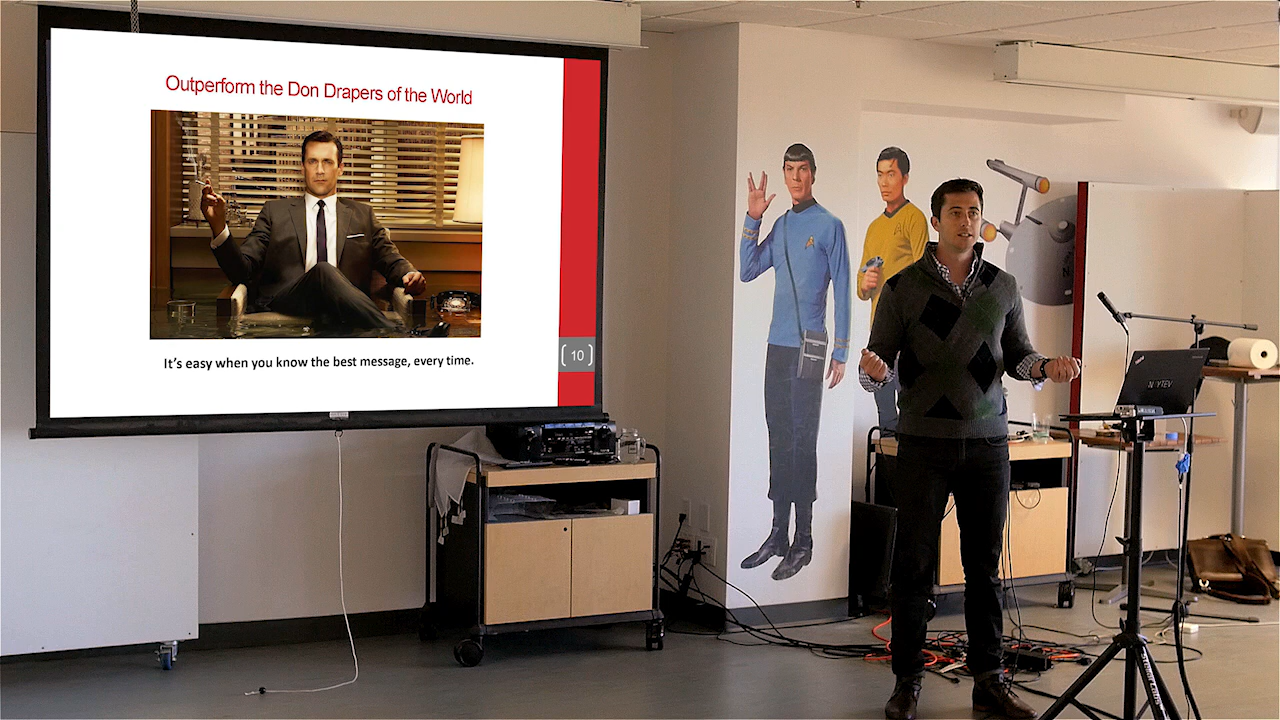 Outperform the Don Drapers of the World
It's easy when you know the best message, every time.
10